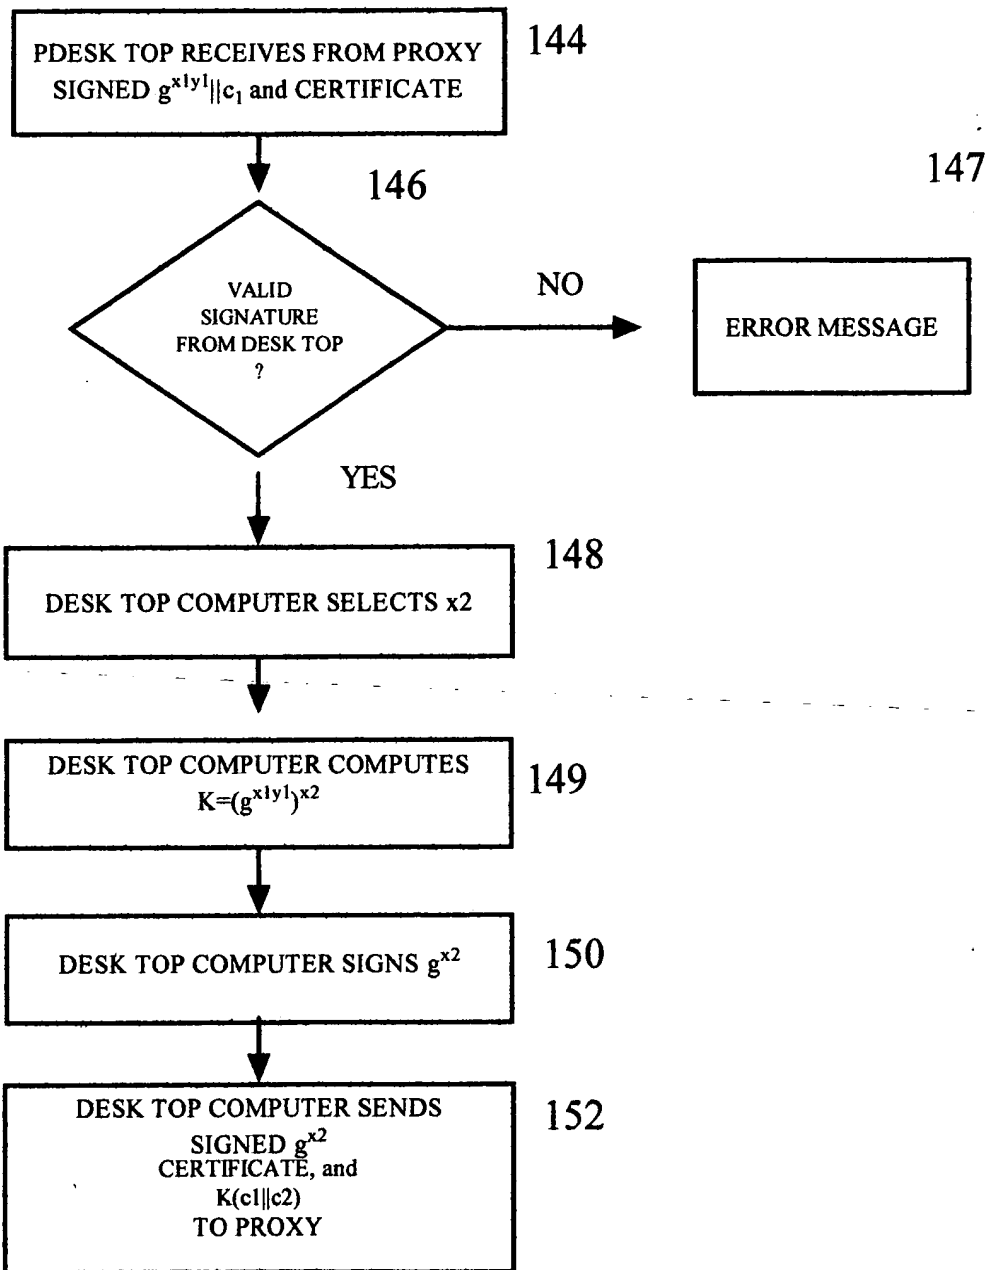 PDESK TOP RECEIVES FROM PROXY
SIGNED g^{x1y1}||c_1 and CERTIFICATE
144
146
147
VALID
SIGNATURE
FROM DESK TOP
?
NO
ERROR MESSAGE
YES
148
DESK TOP COMPUTER SELECTS x2
DESK TOP COMPUTER COMPUTES
K=(g^{x1y1})^{x2}
149
DESK TOP COMPUTER SIGNS g^{x2}
150
DESK TOP COMPUTER SENDS
SIGNED g^{x2}
CERTIFICATE, and
K(c1||c2)
TO PROXY
152